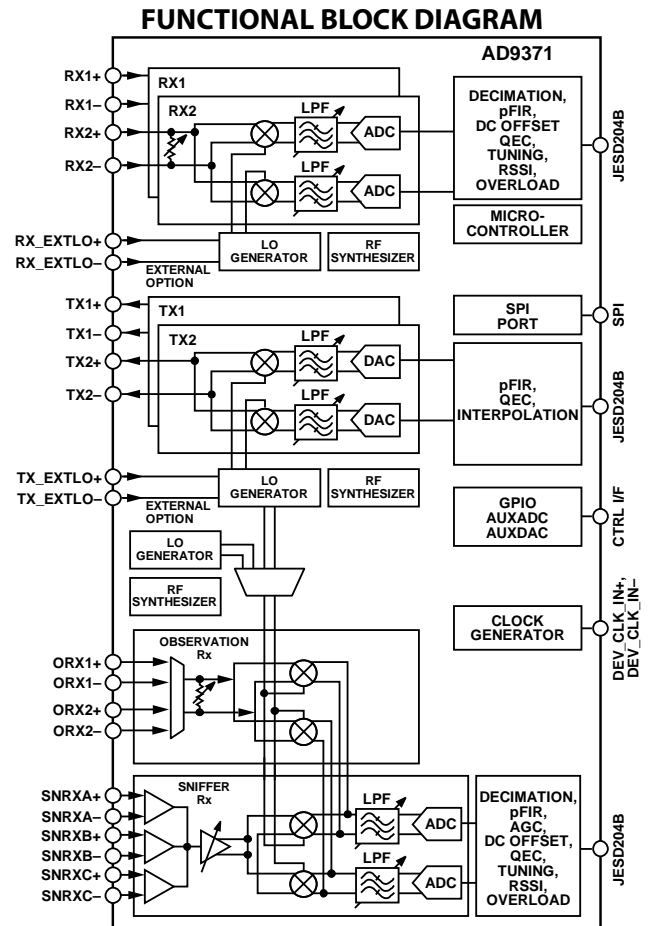 FUNCTIONAL BLOCK DIAGRAM
AD9371
RX1+
RX1–
RX2+
RX2–
RX1
RX2
LPF
ADC
LPF
ADC
DECIMATION,
pFIR,
DC OFFSET
QEC,
TUNING,
RSSI,
OVERLOAD
JESD204B
MICRO-
CONTROLLER
RX_EXTLO+
RX_EXTLO–
EXTERNAL
OPTION
LO
GENERATOR
RF
SYNTHESIZER
TX1+
TX1–
TX2+
TX2–
TX1
TX2
LPF
DAC
LPF
DAC
SPI
PORT
SPI
pFIR,
QEC,
INTERPOLATION
JESD204B
TX_EXTLO+
TX_EXTLO–
EXTERNAL
OPTION
LO
GENERATOR
RF
SYNTHESIZER
GPIO
AUXADC
AUXDAC
CTRL I/F
LO
GENERATOR
RF
SYNTHESIZER
CLOCK
GENERATOR
DEV_CLK_IN+,
DEV_CLK_IN–
OBSERVATION
Rx
ORX1+
ORX1–
ORX2+
ORX2–
SNIFFER
Rx
SNRXA+
SNRXA–
SNRXB+
SNRXB–
SNRXC+
SNRXC–
LPF
ADC
LPF
ADC
DECIMATION,
pFIR,
AGC,
DC OFFSET,
QEC,
TUNING,
RSSI,
OVERLOAD
JESD204B